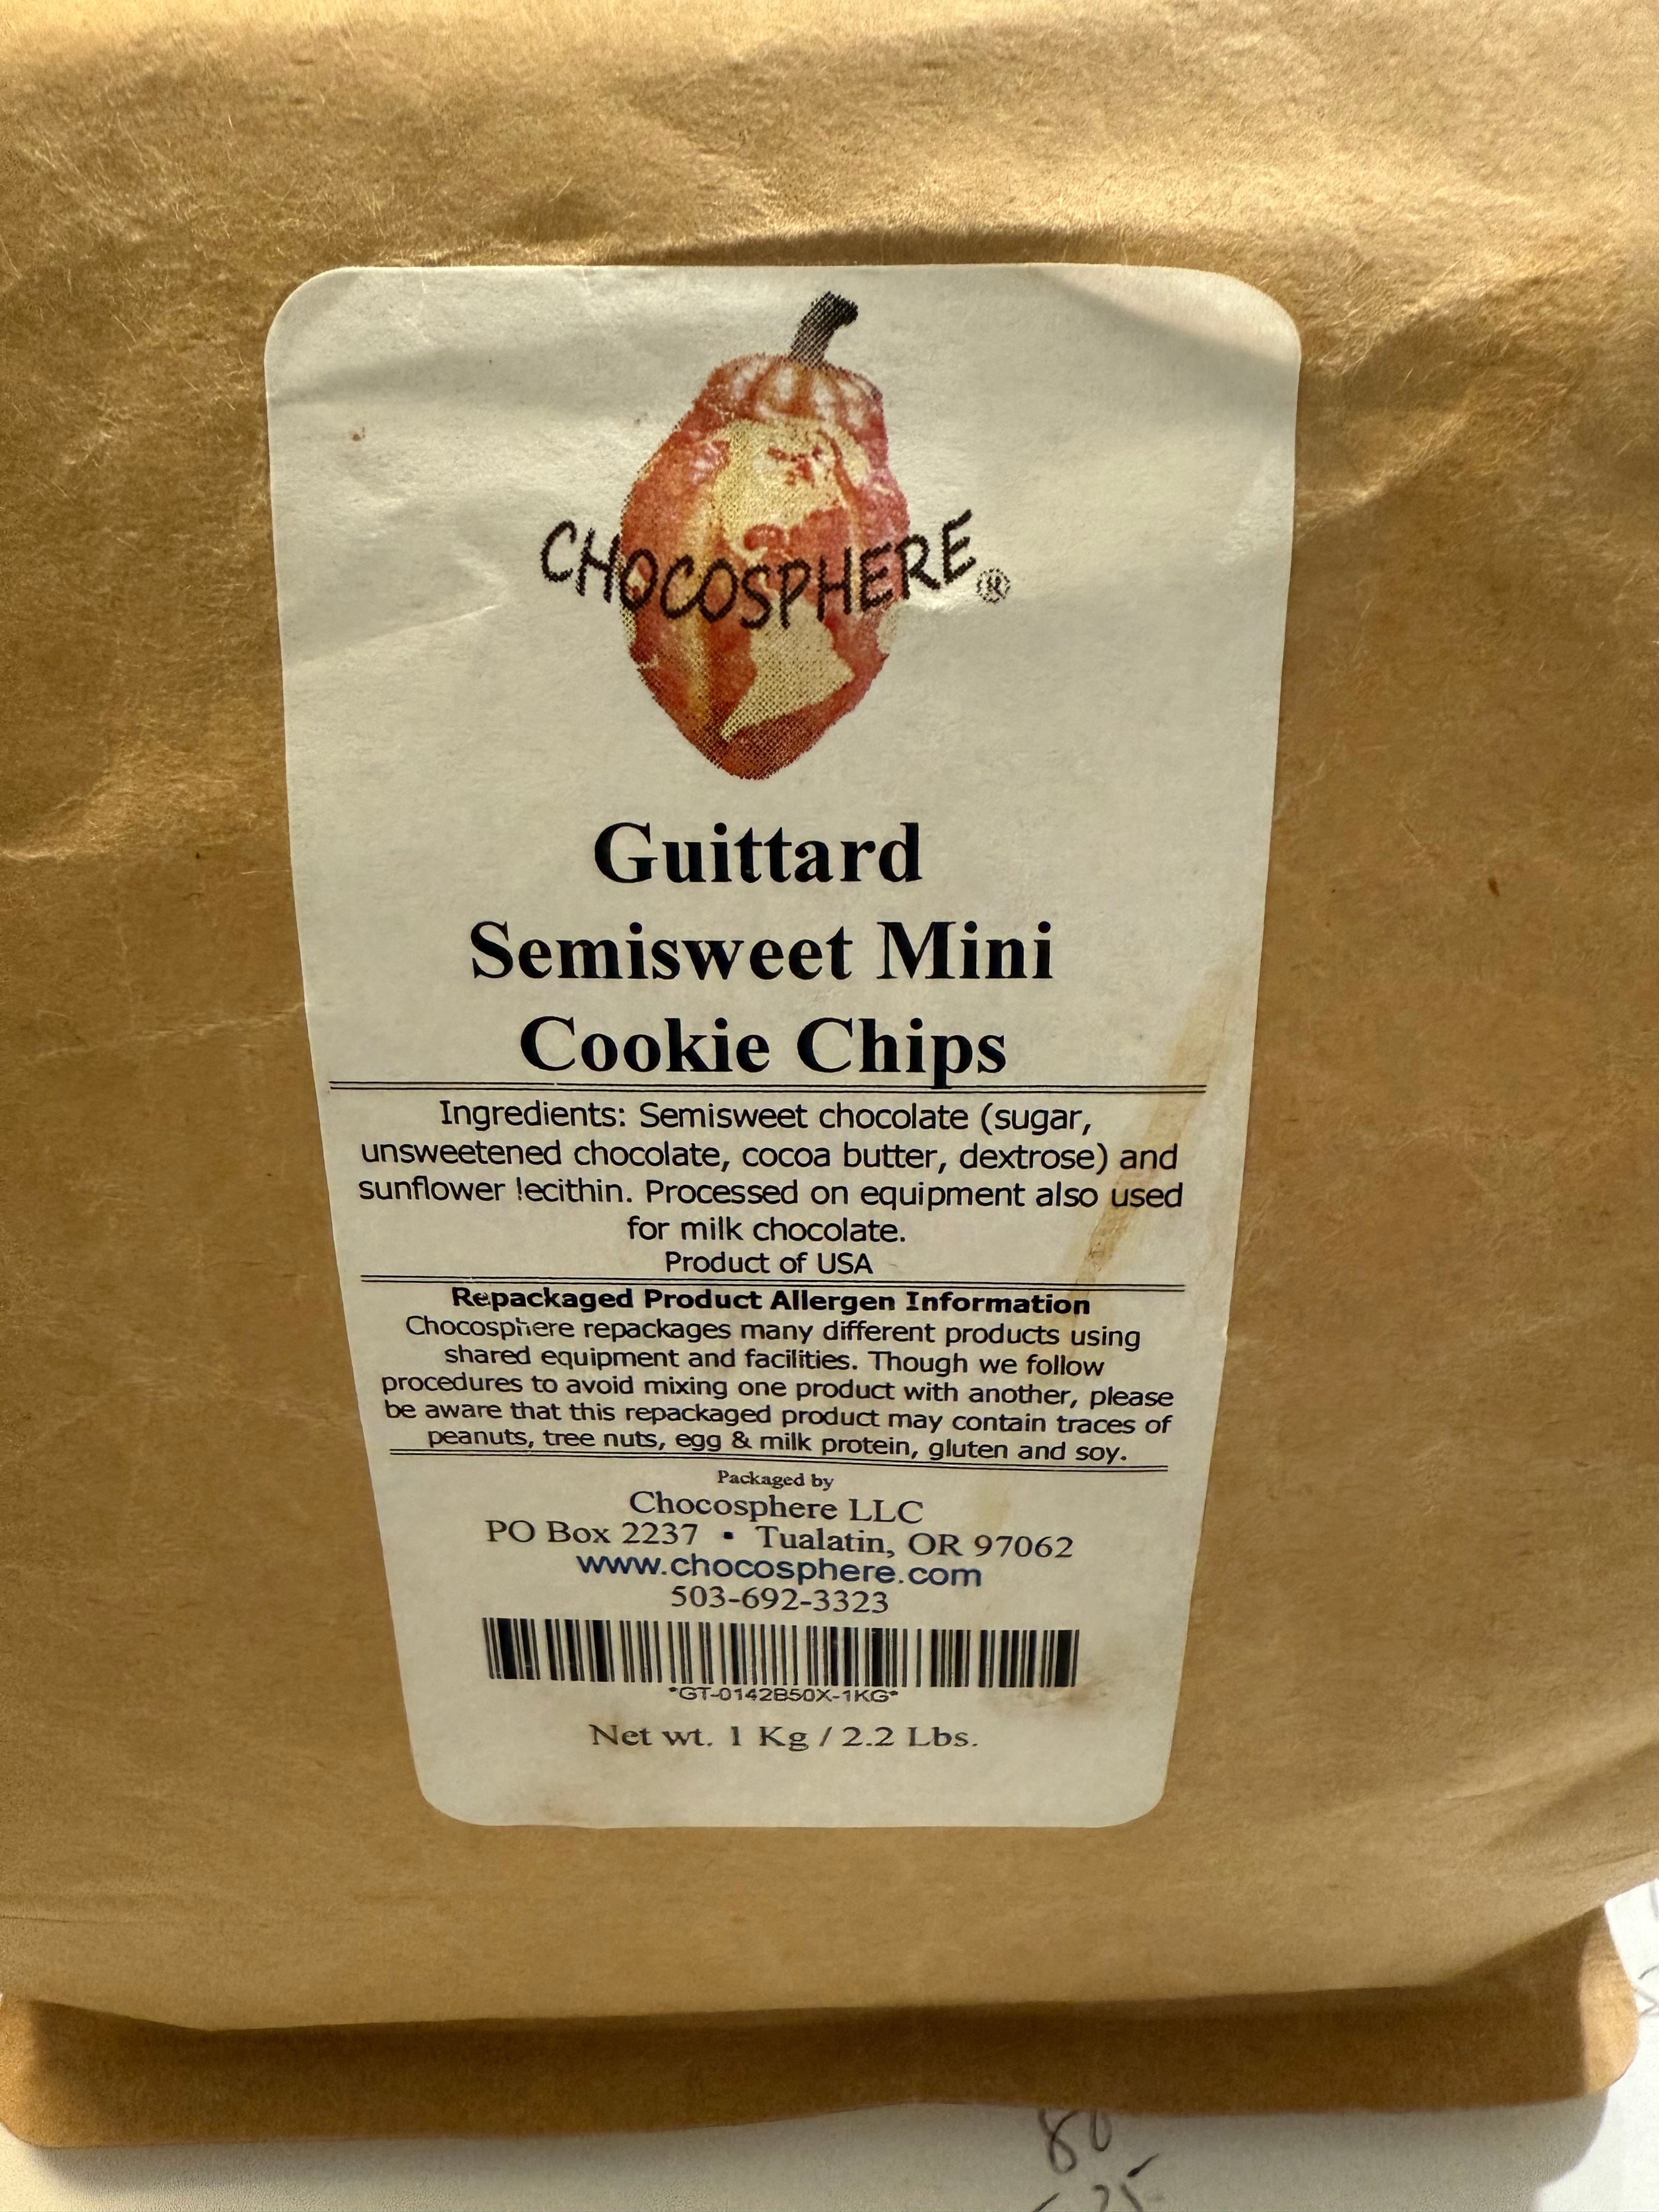 CHOCOSPHERE®
Guittard
Semisweet Mini
Cookie Chips
Ingredients: Semisweet chocolate (sugar,
unsweetened chocolate, cocoa butter, dextrose) and
sunflower lecithin. Processed on equipment also used
for milk chocolate.
Product of USA
Repackaged Product Allergen Information
Chocosphere repackages many different products using
shared equipment and facilities. Though we follow
procedures to avoid mixing one product with another, please
be aware that this repackaged product may contain traces of
peanuts, tree nuts, egg & milk protein, gluten and soy.
Packaged by
Chocosphere LLC
PO Box 2237 • Tualatin, OR 97062
www.chocosphere.com
503-692-3323
*GT-0142B50X-1KG*
Net wt. 1 Kg / 2.2 Lbs.
80